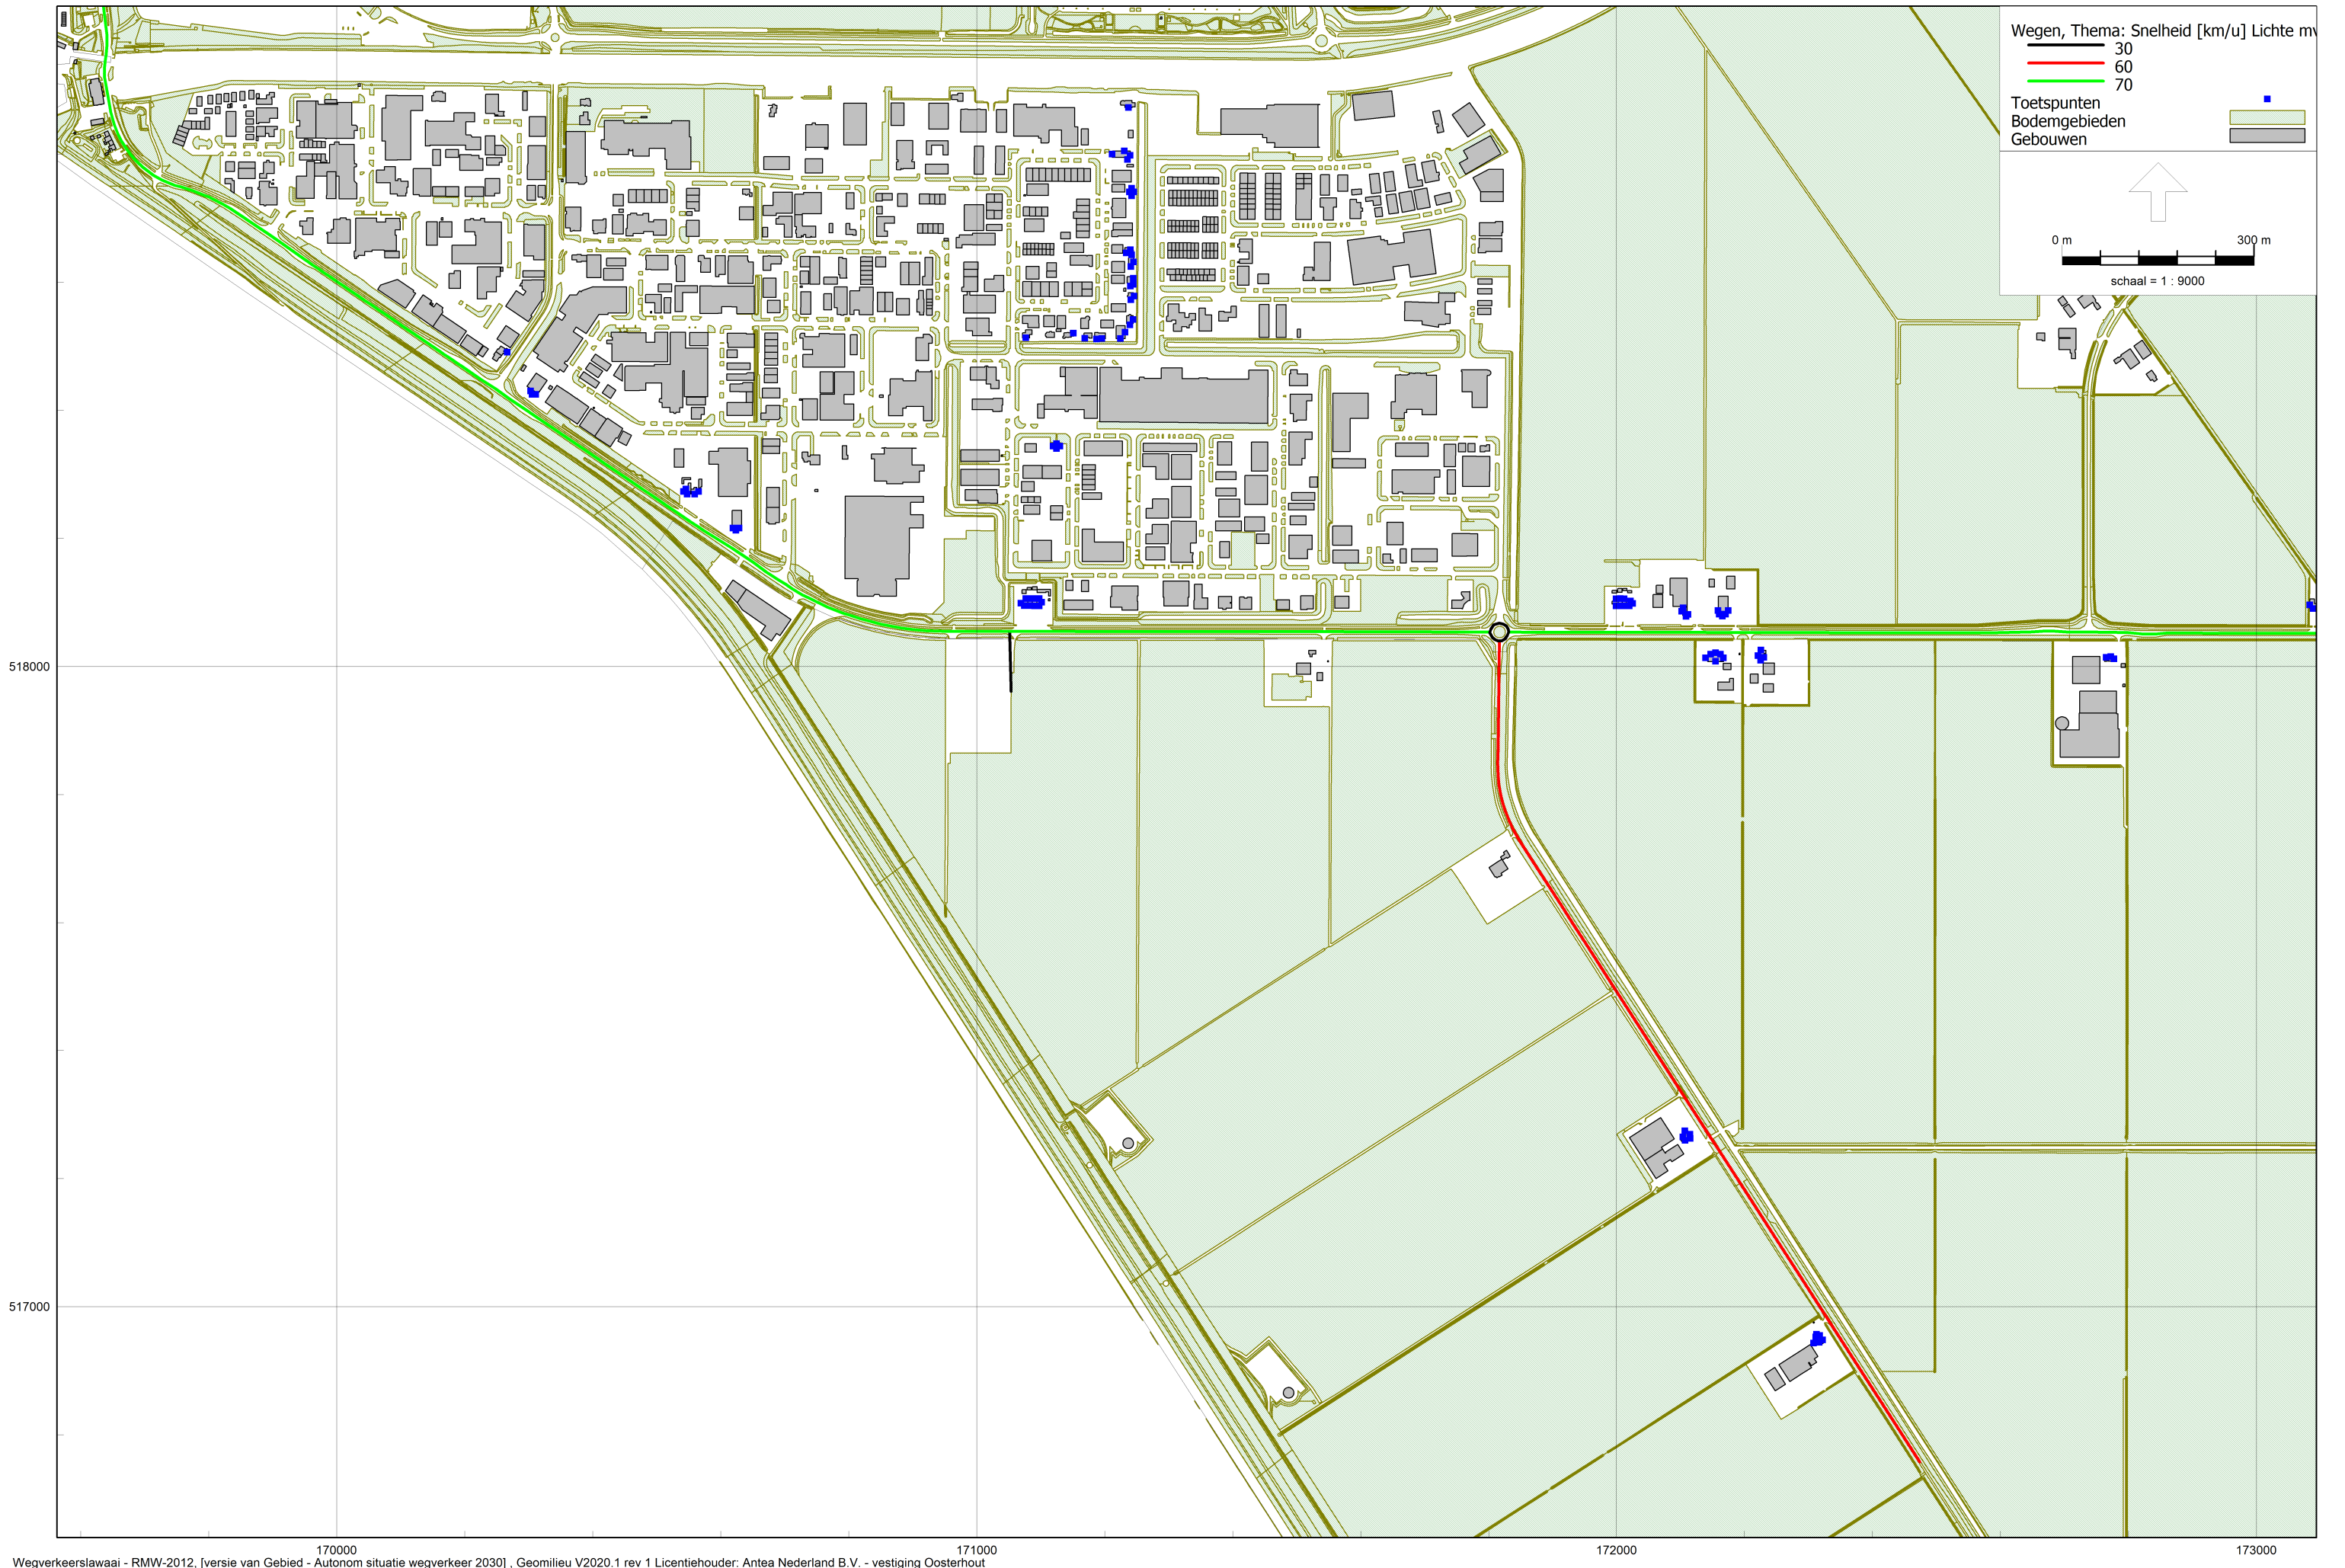 Wegen, Thema: Snelheid [km/u] Lichte mv
30
60
70
Toetspunten
Bodemgebieden
Gebouwen
0 m 300 m
schaal = 1 : 9000
518000
517000
170000 171000 172000 173000
Wegverkeerslawaai - RMW-2012, [versie van Gebied - Autonom situatie wegverkeer 2030] , Geomilieu V2020.1 rev 1 Licentiehouder: Antea Nederland B.V. - vestiging Oosterhout